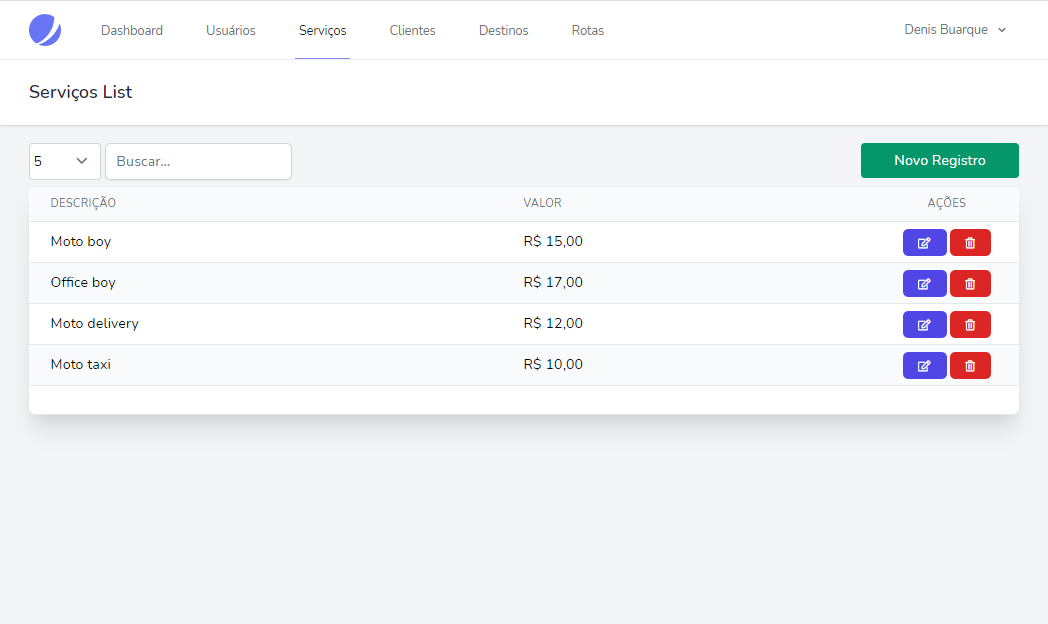 Dashboard Usuários Serviços Clientes Destinos Rotas Denis Buarque
Serviços List
5 Buscar... Novo Registro
DESCRIÇÃO VALOR AÇÕES
Moto boy R$ 15,00
Office boy R$ 17,00
Moto delivery R$ 12,00
Moto taxi R$ 10,00